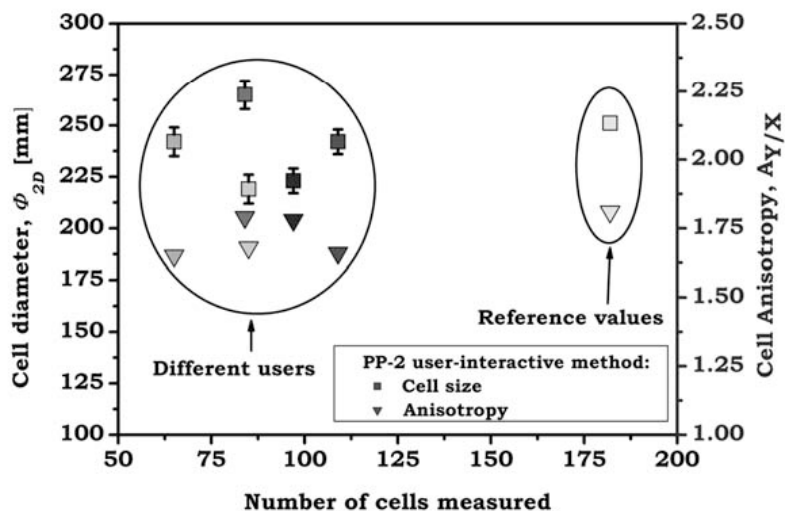 300
275
250
225
200
175
150
125
100
Cell diameter, Φ2D [mm]
2.50
2.25
2.00
1.75
1.50
1.25
1.00
Cell Anisotropy, AY/X
Reference values
Different users
PP-2 user-interactive method:
Cell size
Anisotropy
50 75 100 125 150 175 200
Number of cells measured